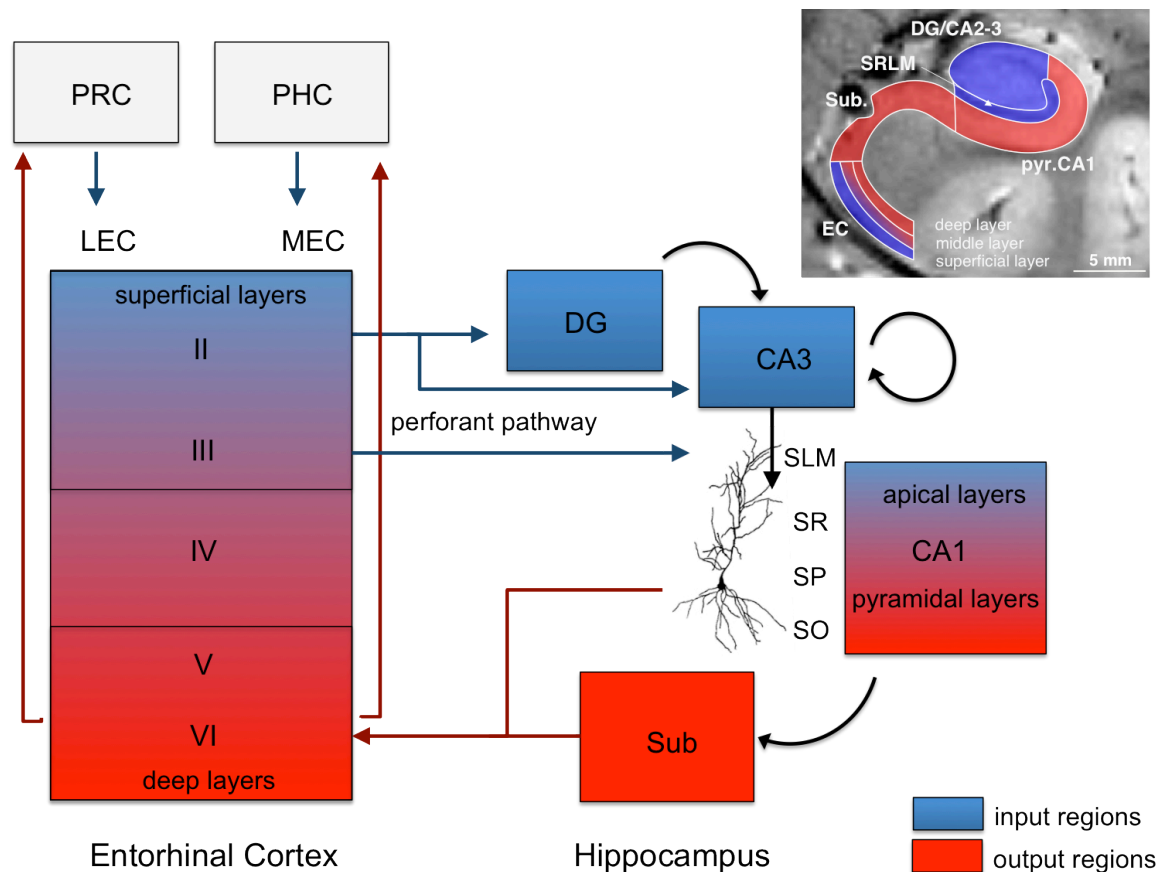 PRC
PHC
LEC
MEC
superficial layers
II
III
IV
V
VI
deep layers
Entorhinal Cortex
perforant pathway
DG
CA3
SLM
SR
SP
SO
apical layers
CA1
pyramidal layers
Sub
Hippocampus
DG/CA2-3
SRLM
Sub.
pyr.CA1
EC
deep layer
middle layer
superficial layer
5 mm
input regions
output regions